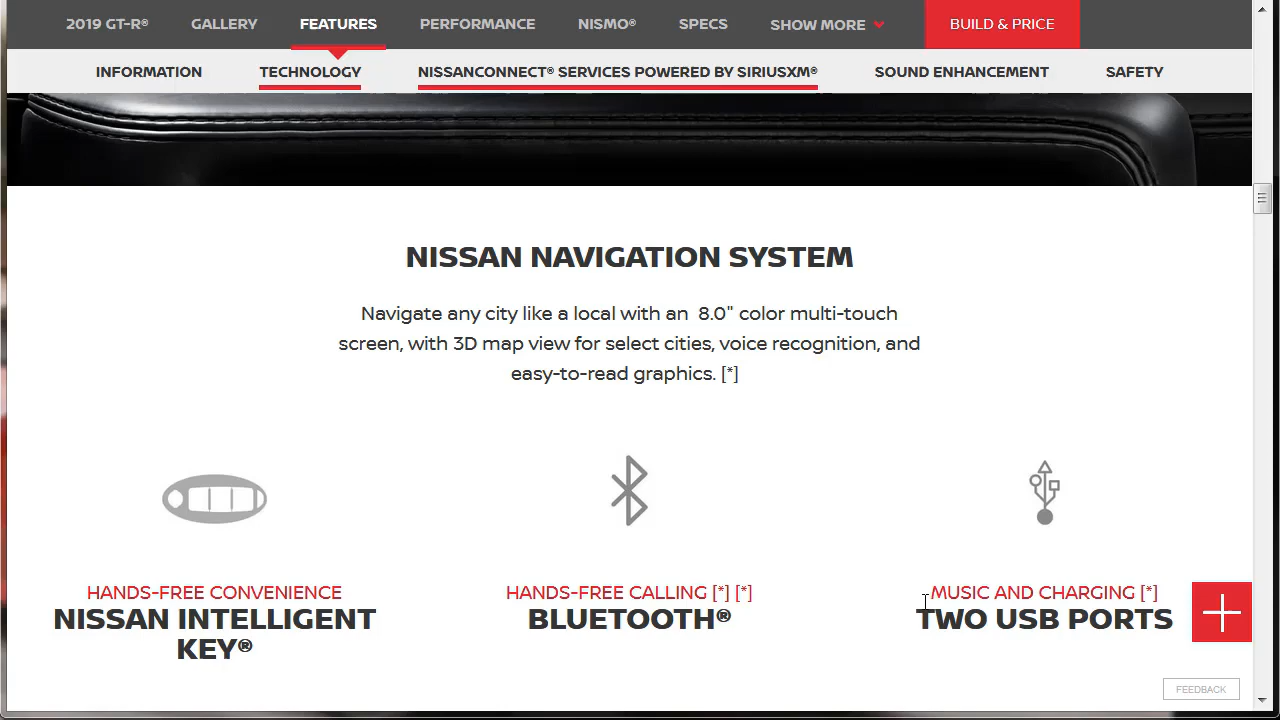 2019 GT-R® GALLERY FEATURES PERFORMANCE NISMO® SPECS SHOW MORE BUILD & PRICE
INFORMATION TECHNOLOGY NISSANCONNECT® SERVICES POWERED BY SIRIUSXM® SOUND ENHANCEMENT SAFETY
NISSAN NAVIGATION SYSTEM
Navigate any city like a local with an 8.0" color multi-touch
screen, with 3D map view for select cities, voice recognition, and
easy-to-read graphics. [*]
HANDS-FREE CONVENIENCE
NISSAN INTELLIGENT
KEY®
HANDS-FREE CALLING [*] [*]
BLUETOOTH®
MUSIC AND CHARGING [*]
TWO USB PORTS
FEEDBACK